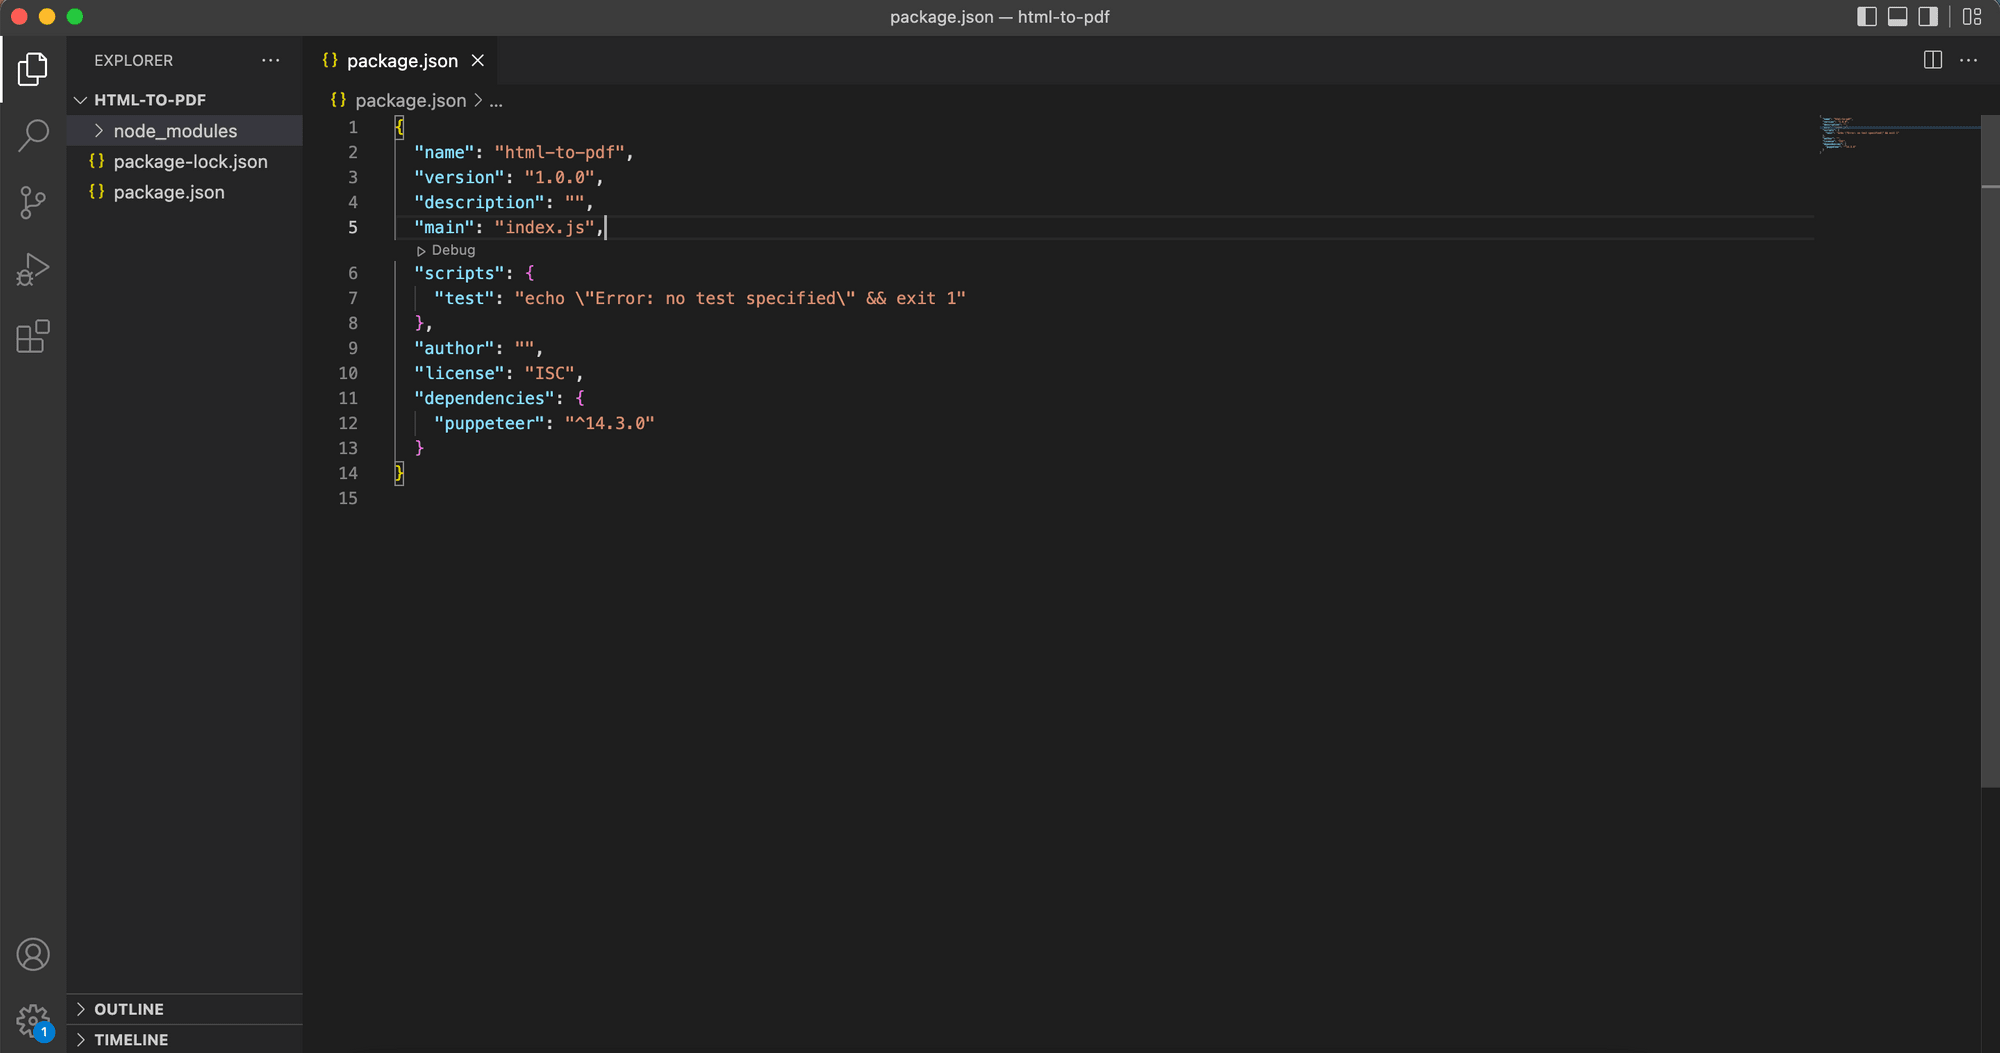 package.json — html-to-pdf
EXPLORER
HTML-TO-PDF
node_modules
{} package-lock.json
{} package.json
{} package.json
{} package.json > ...
1 {
2 "name": "html-to-pdf",
3 "version": "1.0.0",
4 "description": "",
5 "main": "index.js",
Debug
6 "scripts": {
7 "test": "echo \"Error: no test specified\" && exit 1"
8 },
9 "author": "",
10 "license": "ISC",
11 "dependencies": {
12 "puppeteer": "^14.3.0"
13 }
14 }
15
1
OUTLINE
TIMELINE